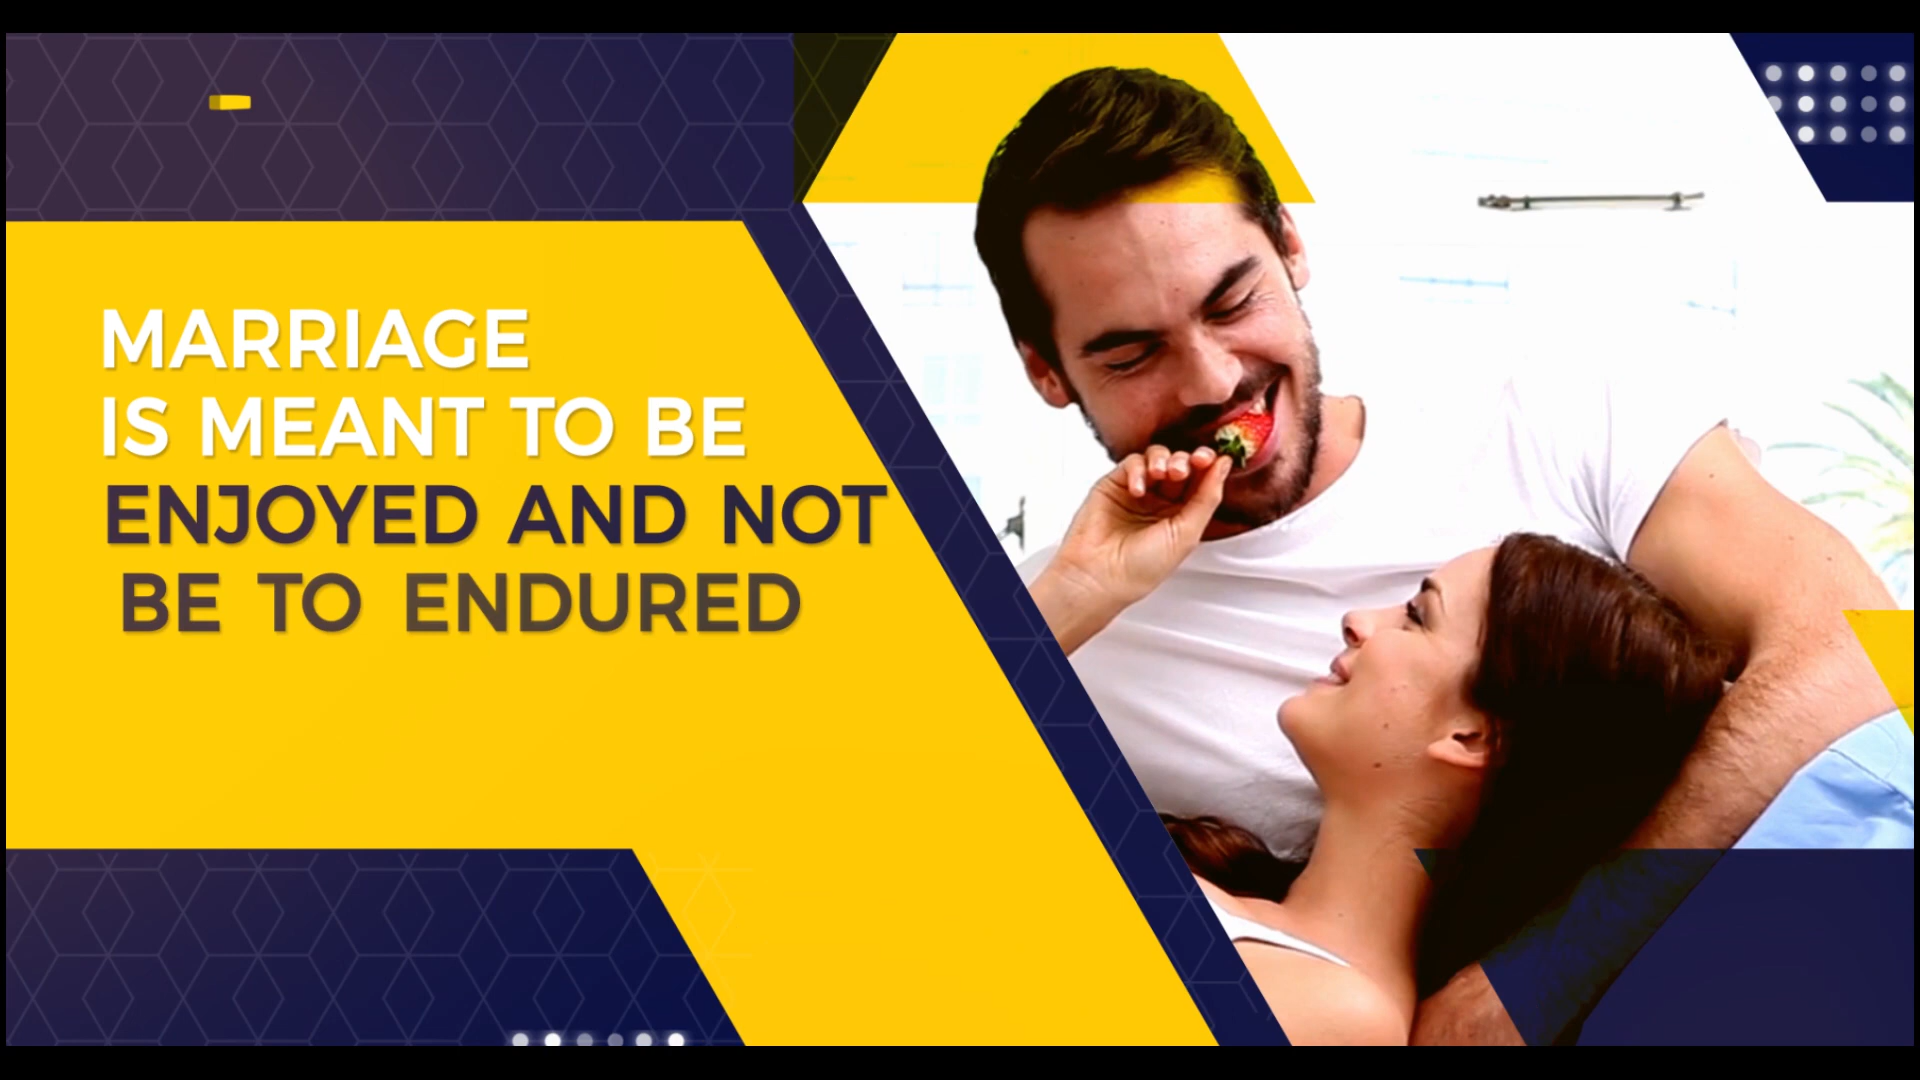 MARRIAGE
IS MEANT TO BE
ENJOYED AND NOT
BE TO ENDURED